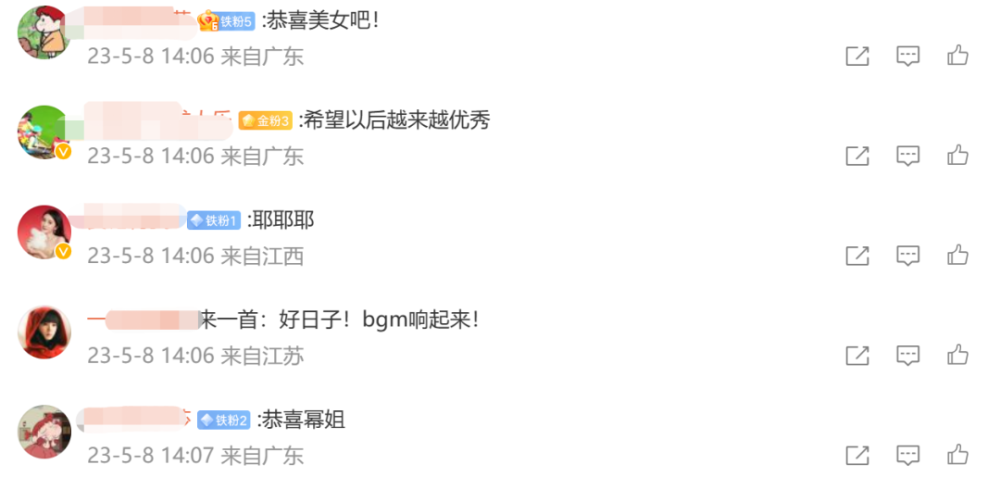 铁粉5 :恭喜美女吧!
23-5-8 14:06 来自广东
金粉3 :希望以后越来越优秀
23-5-8 14:06 来自广东
铁粉1 :耶耶耶
23-5-8 14:06 来自江西
来一首：好日子！bgm响起来！
23-5-8 14:06 来自江苏
铁粉2 :恭喜幂姐
23-5-8 14:07 来自广东